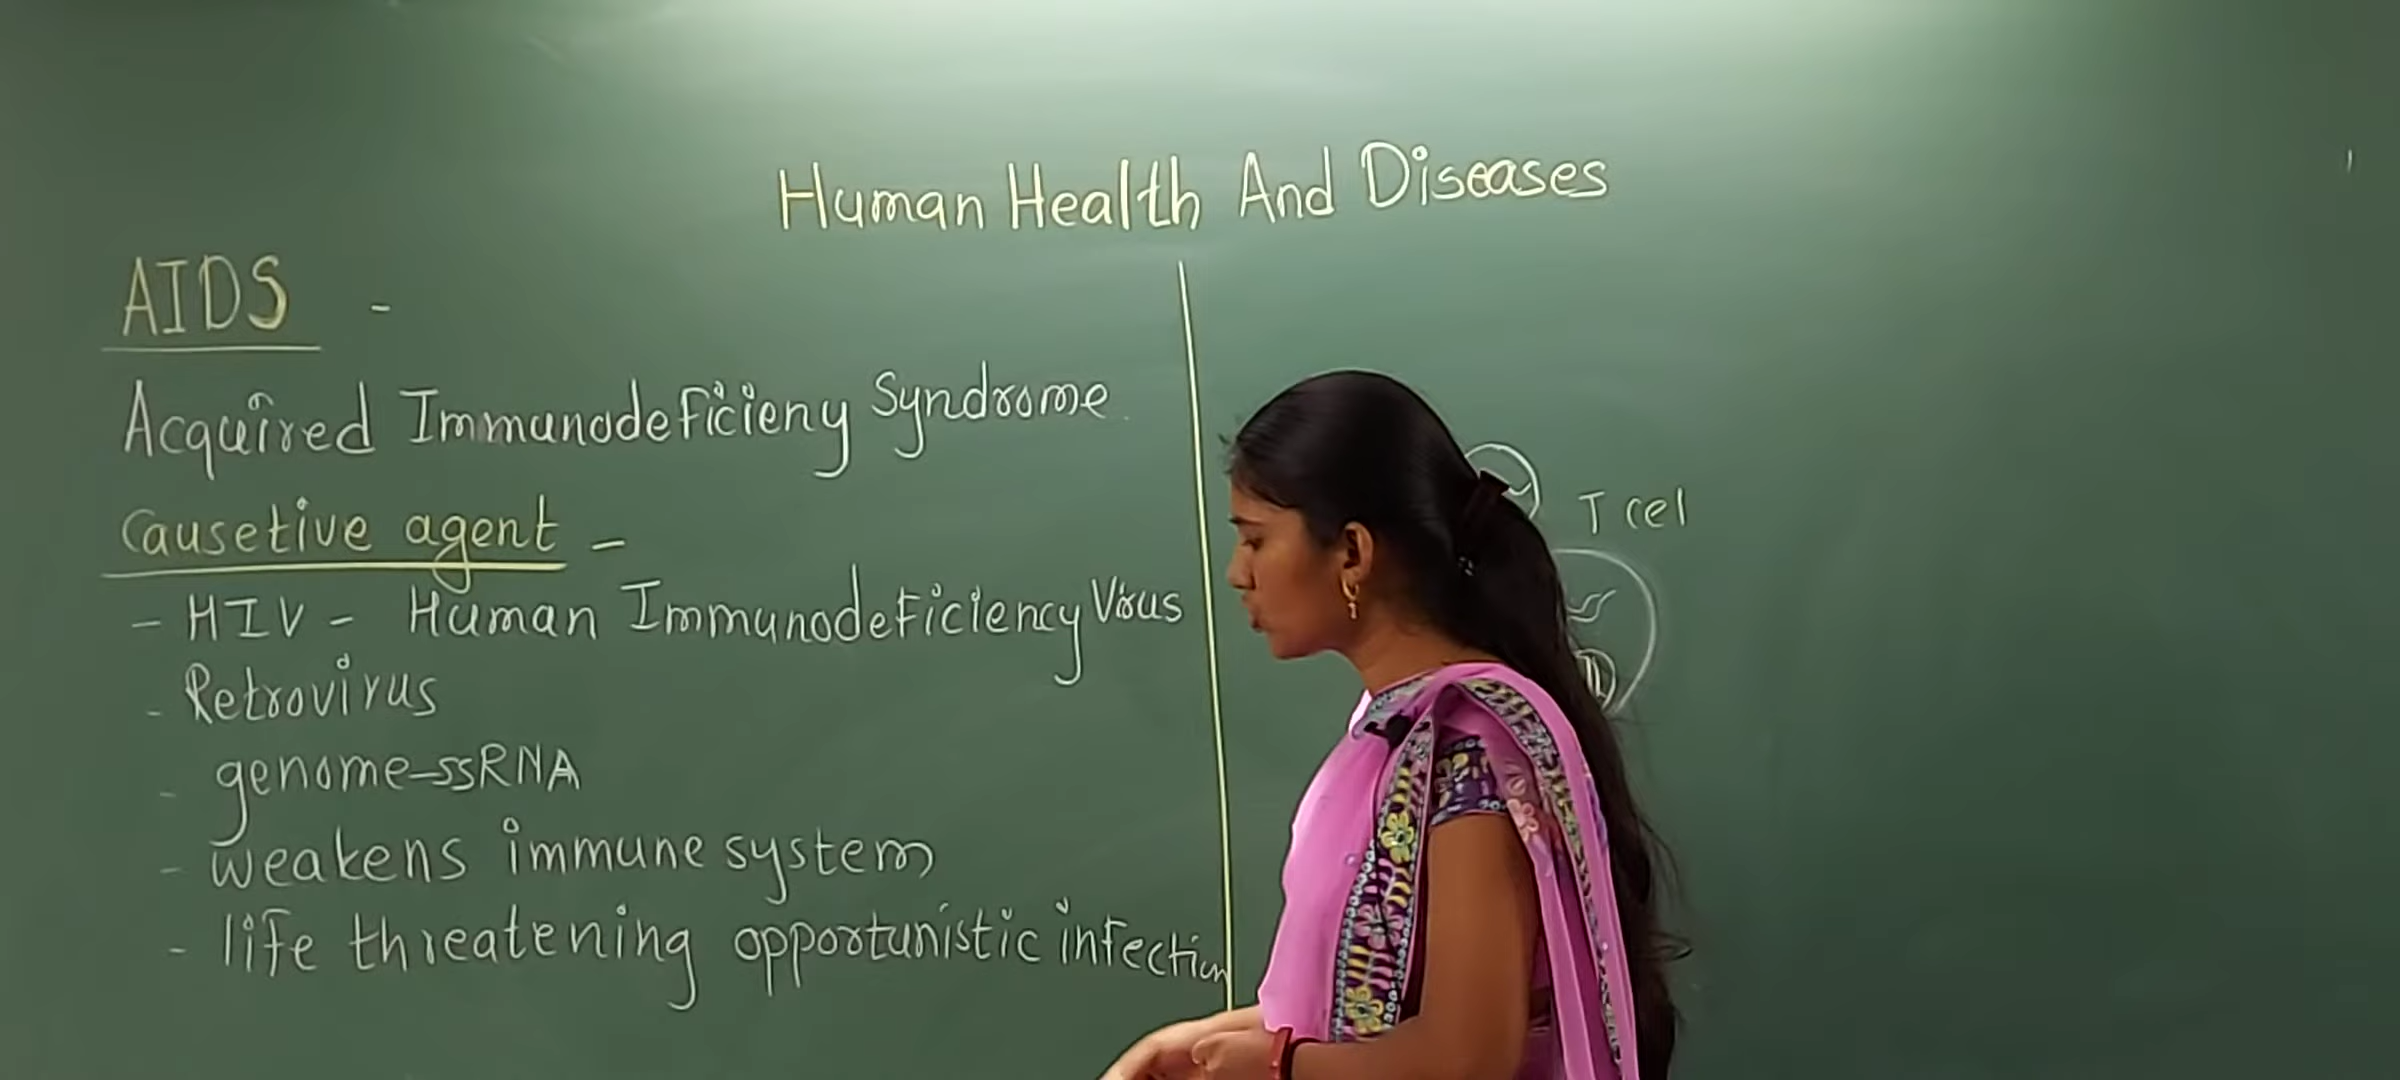 Human Health And Diseases
AIDS -
Acquired Immunodeficieny Syndrome
Causetive agent -
- HIV - Human Immunodeficiency Virus
- Retrovirus
- genome-ssRNA
- weakens immune system
- life threatening opportunistic infection
T cel